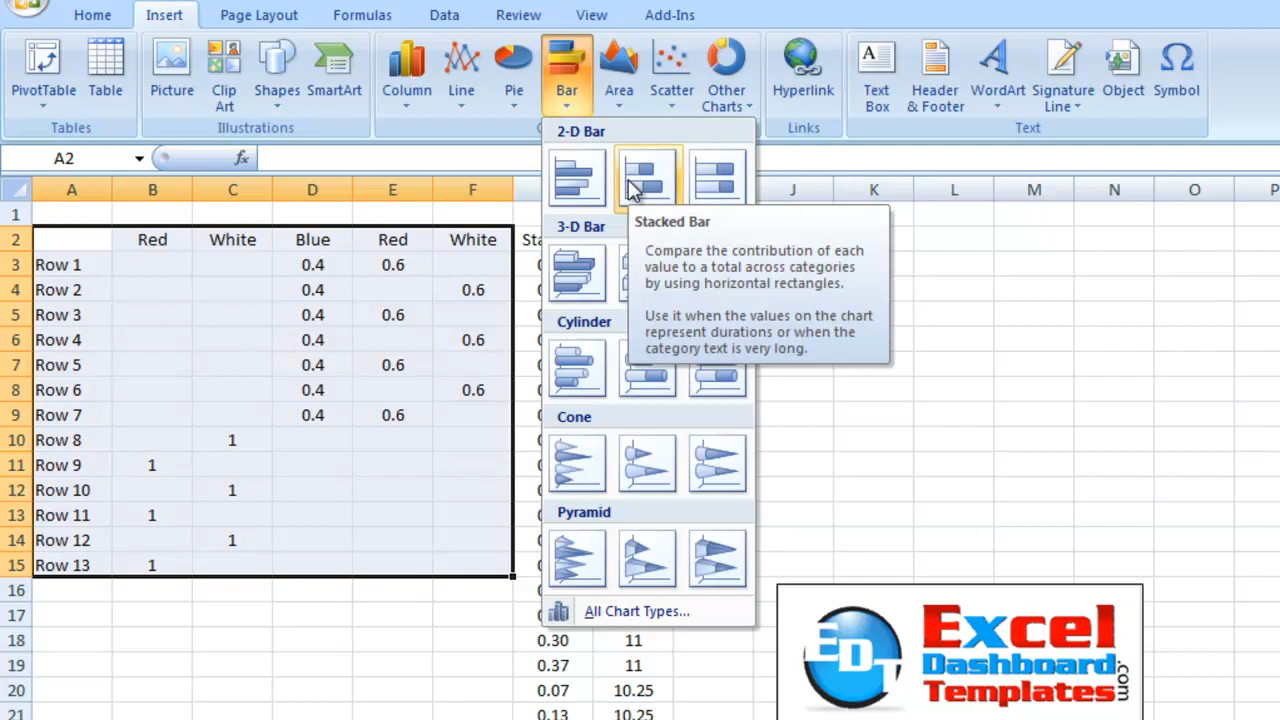 Home Insert Page Layout Formulas Data Review View Add-Ins
PivotTable Table Picture Clip Art Shapes SmartArt Column Line Pie Bar Area Scatter Other Charts Hyperlink Text Box Header & Footer WordArt Signature Line Object Symbol
Tables Illustrations Links Text
A2 fx
2-D Bar
3-D Bar
Cylinder
Cone
Pyramid
All Chart Types...
Stacked Bar
Compare the contribution of each
value to a total across categories
by using horizontal rectangles.
Use it when the values on the chart
represent durations or when the
category text is very long.
A B C D E F J K L M N O P
1
2 Red White Blue Red White
3 Row 1 0.4 0.6
4 Row 2 0.4 0.6
5 Row 3 0.4 0.6
6 Row 4 0.4 0.6
7 Row 5 0.4 0.6
8 Row 6 0.4 0.6
9 Row 7 0.4 0.6
10 Row 8 1
11 Row 9 1
12 Row 10 1
13 Row 11 1
14 Row 12 1
15 Row 13 1
16
17
18 0.30 11
19 0.37 11
20 0.07 10.25
21 0.13 10.25
EDT
Excel
Dashboard
Templates
.com